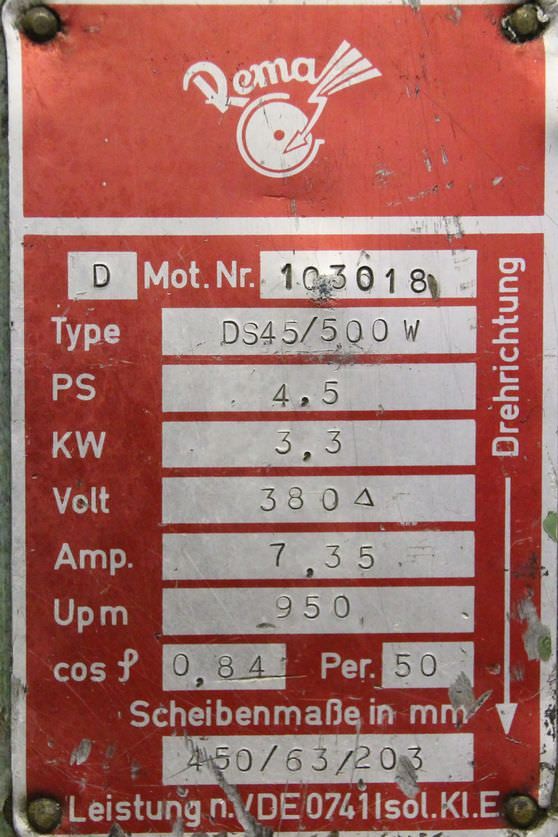 Rema
D Mot. Nr. 103018
Type DS45/500 W
PS 4,5
KW 3,3
Volt 380 Δ
Amp. 7,35
Upm 950
cos φ 0,84 Per. 50
Scheibenmaße in mm
450/63/203
Leistung n. VDE 0741 Isol. Kl. E
Drehrichtung